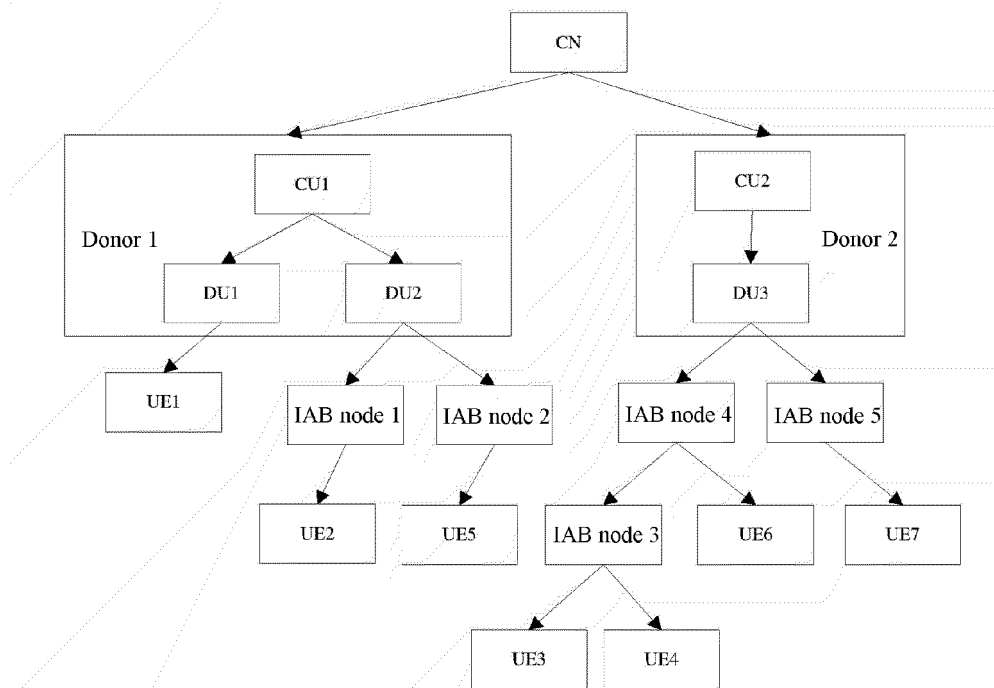 CN
CU1
CU2
Donor 1
Donor 2
DU1
DU2
DU3
UE1
IAB node 1
IAB node 2
IAB node 4
IAB node 5
UE2
UE5
IAB node 3
UE6
UE7
UE3
UE4